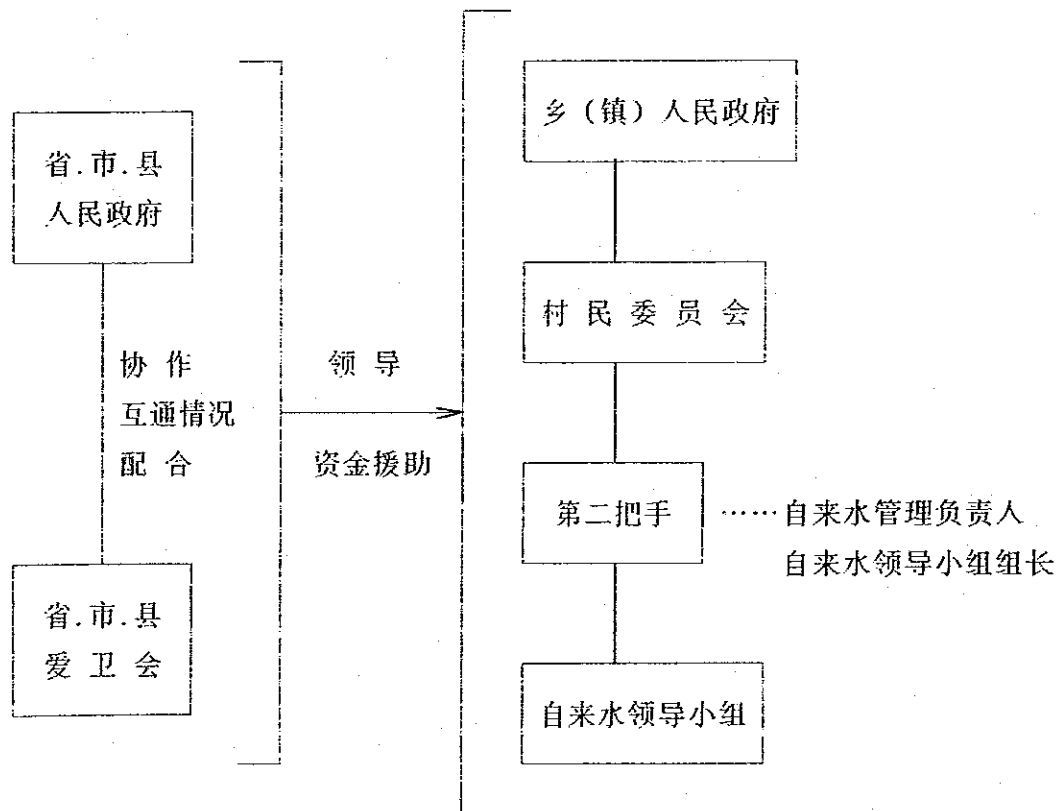 省.市.县
人民政府
协 作
互通情况
配 合
省.市.县
爱 卫 会
领 导
资金援助
乡（镇）人民政府
村 民 委 员 会
第二把手
……自来水管理负责人
自来水领导小组组长
自来水领导小组